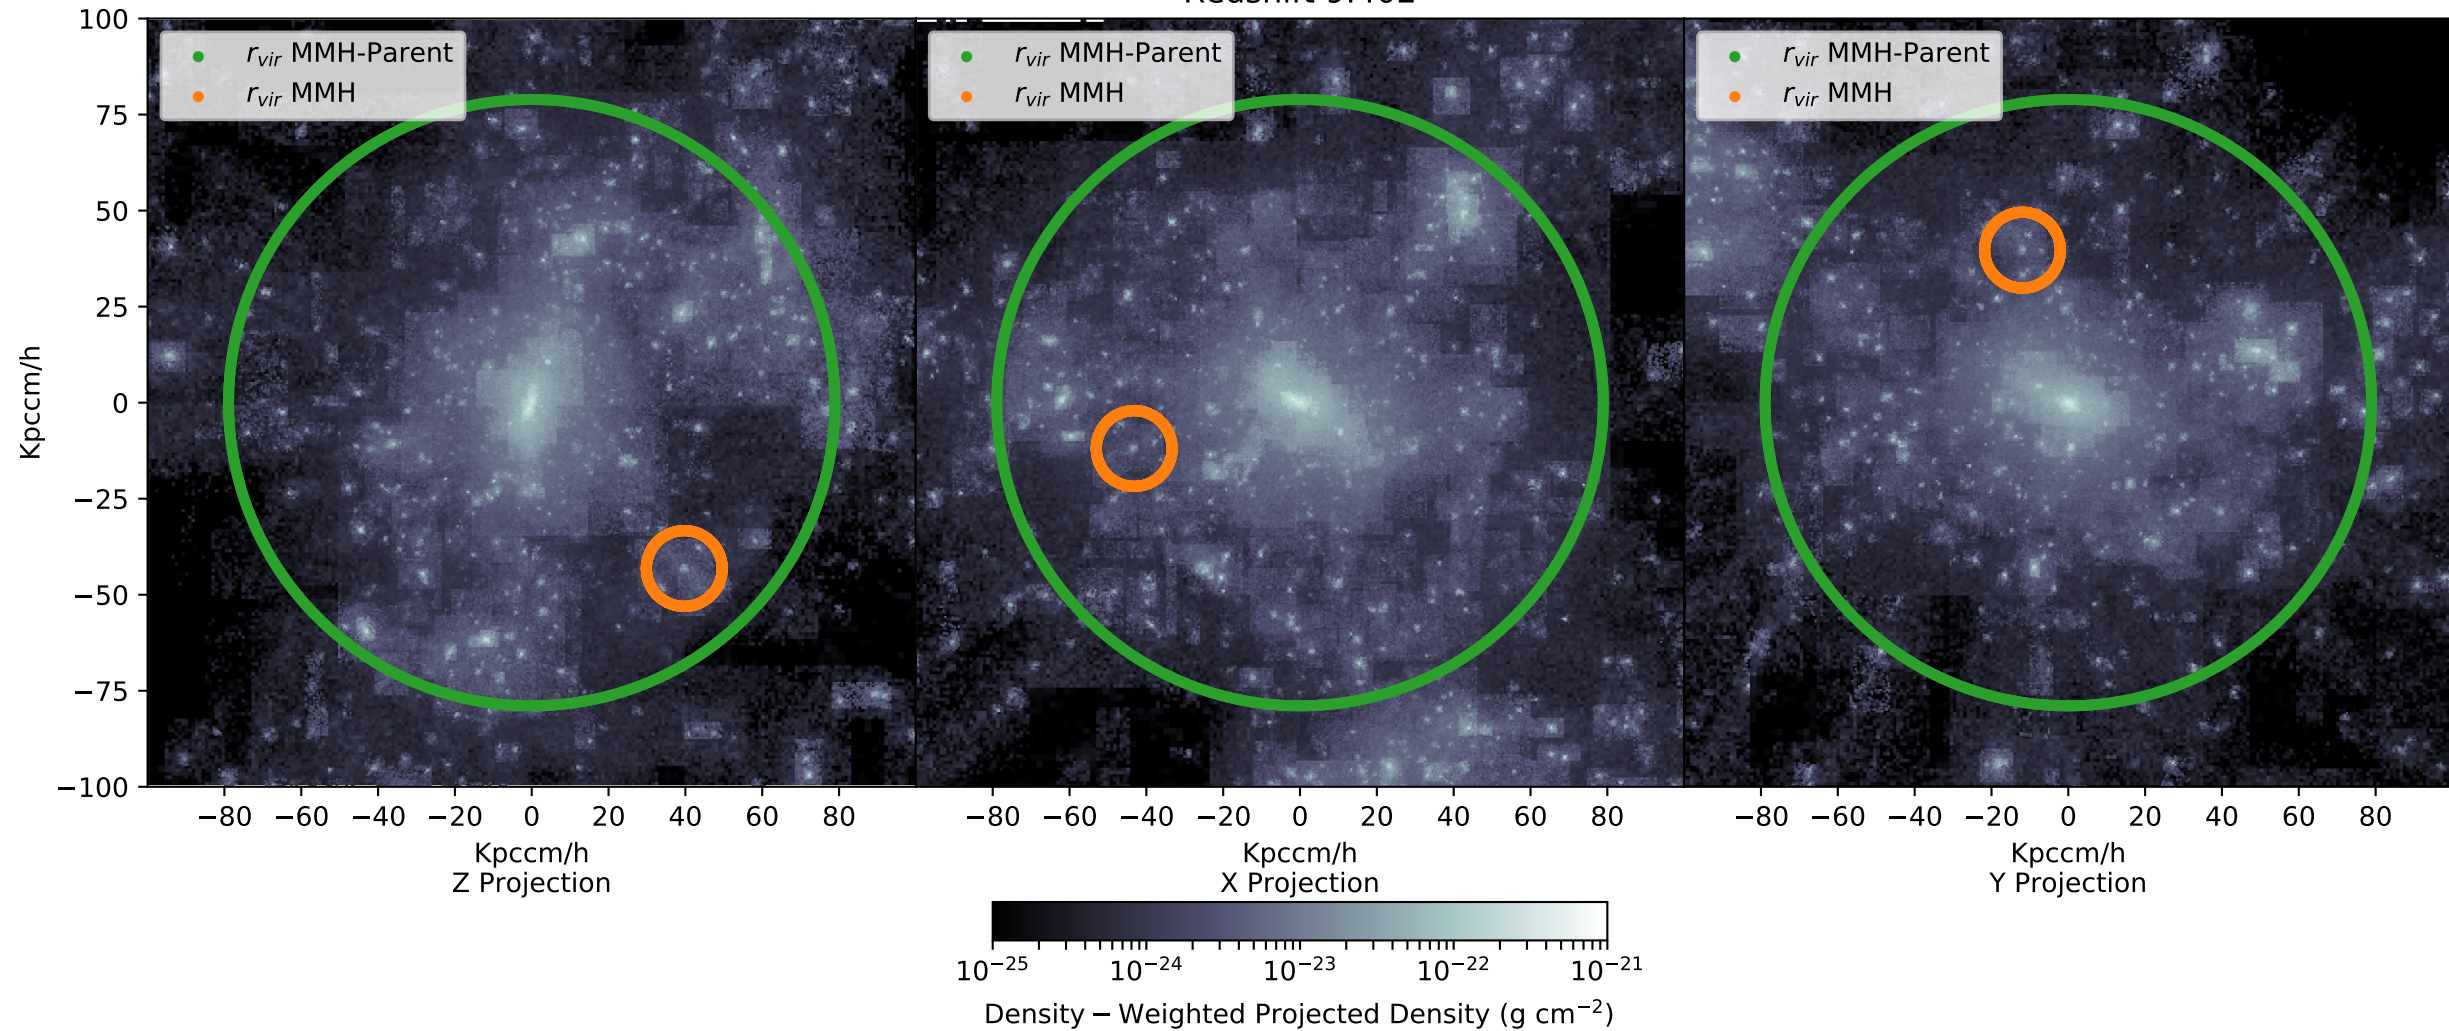 r_vir MMH-Parent
r_vir MMH
r_vir MMH-Parent
r_vir MMH
r_vir MMH-Parent
r_vir MMH
100
75
50
25
0
−25
−50
−75
−100
Kpccm/h
−80 −60 −40 −20 0 20 40 60 80
−80 −60 −40 −20 0 20 40 60 80
−80 −60 −40 −20 0 20 40 60 80
Kpccm/h
Z Projection
Kpccm/h
X Projection
Kpccm/h
Y Projection
10^−25 10^−24 10^−23 10^−22 10^−21
Density − Weighted Projected Density (g cm^−2)